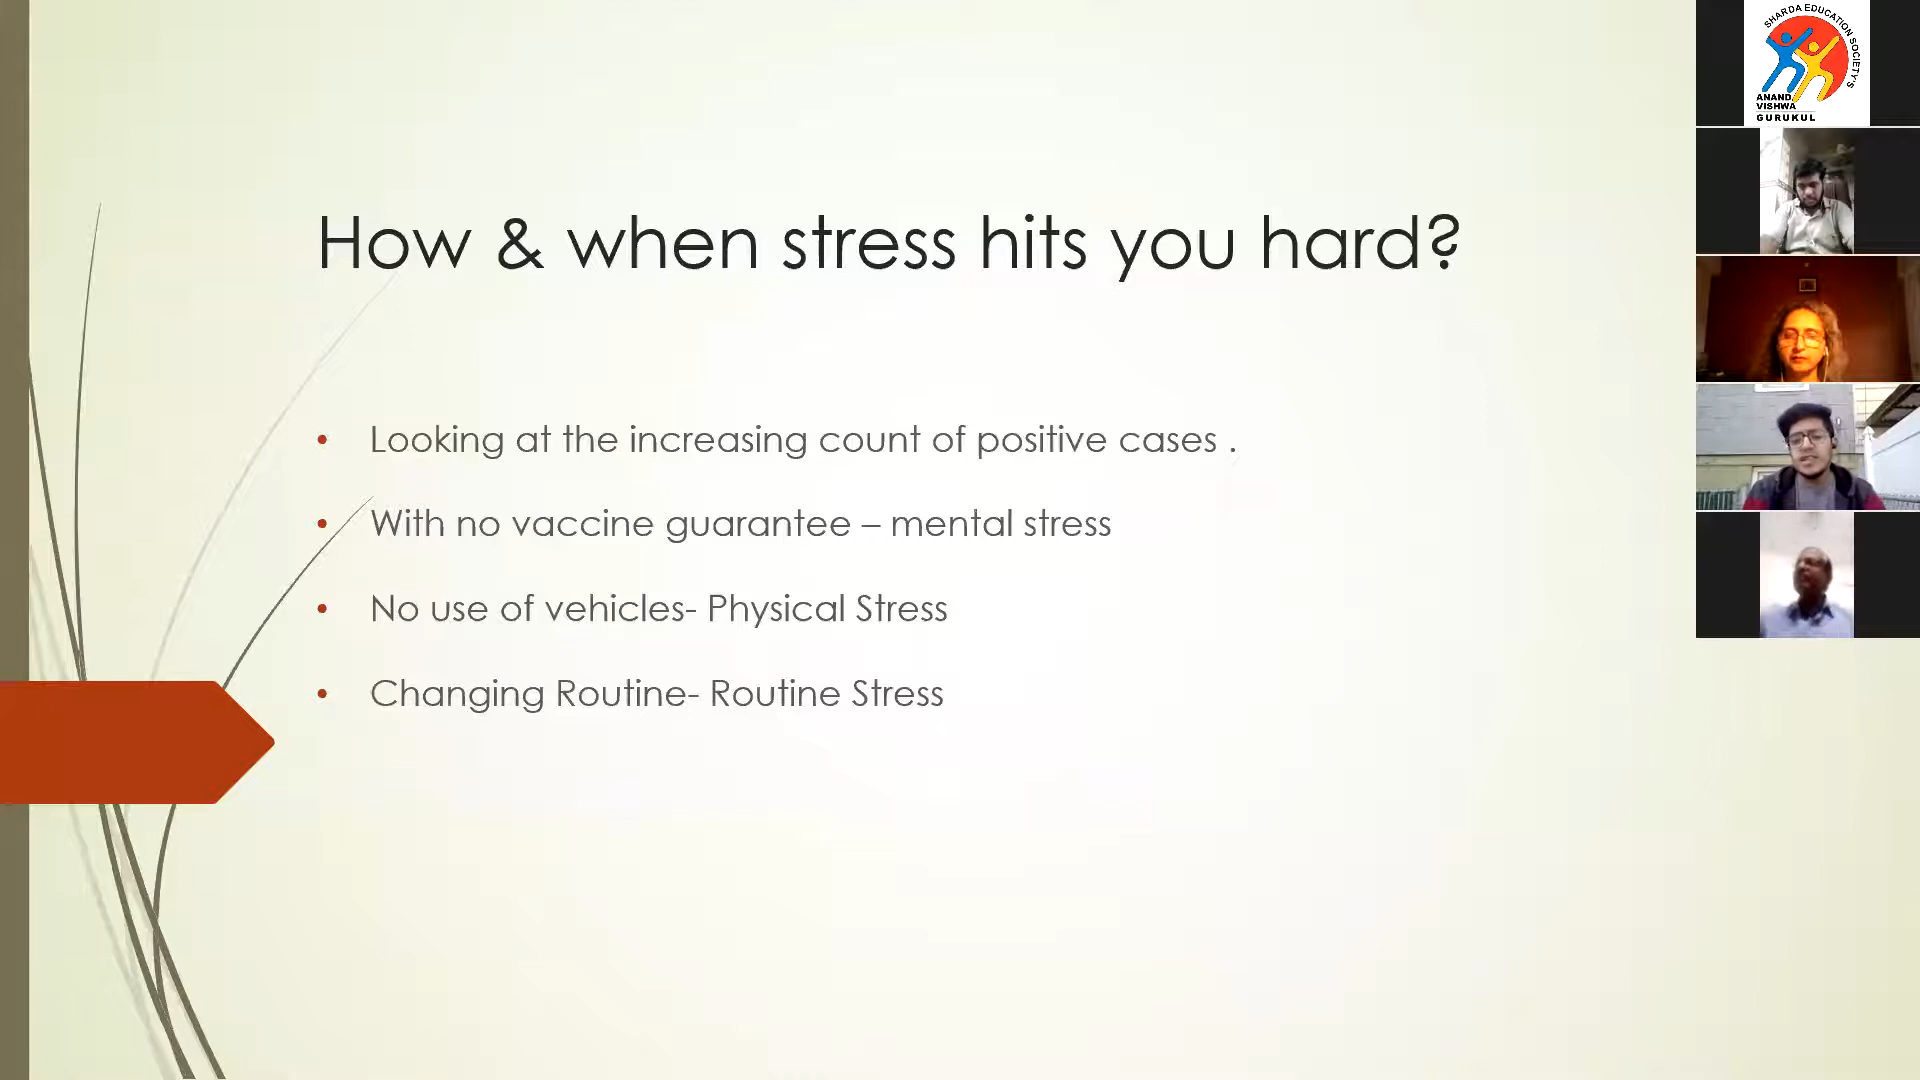 How & when stress hits you hard?
• Looking at the increasing count of positive cases .
• With no vaccine guarantee – mental stress
• No use of vehicles- Physical Stress
• Changing Routine- Routine Stress
SHARDA EDUCATION SOCIETY'S
ANAND
VISHWA
GURUKUL